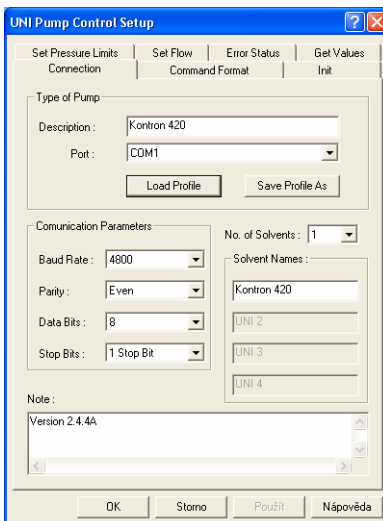 UNI Pump Control Setup
Set Pressure Limits Set Flow Error Status Get Values
Connection Command Format Init
Type of Pump
Description : Kontron 420
Port : COM1
Load Profile Save Profile As
Comunication Parameters
No. of Solvents : 1
Baud Rate : 4800
Parity : Even
Data Bits : 8
Stop Bits : 1 Stop Bit
Solvent Names :
Kontron 420
UNI 2
UNI 3
UNI 4
Note :
Version 2.4.4A
OK Storno Použít Nápověda